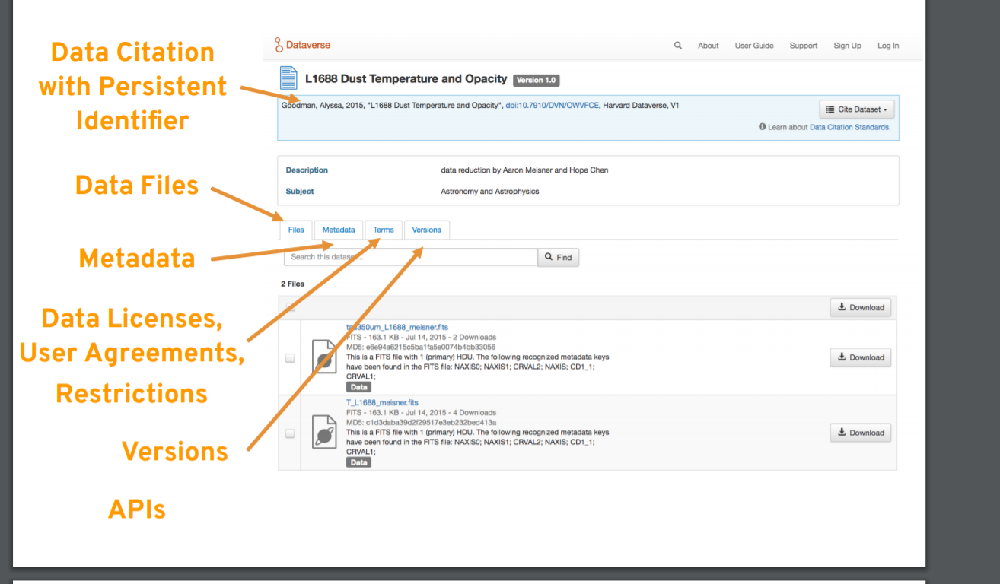 Data Citation
with Persistent
Identifier
Data Files
Metadata
Data Licenses,
User Agreements,
Restrictions
Versions
APIs
Dataverse
About User Guide Support Sign Up Log In
L1688 Dust Temperature and Opacity Version 1.0
Goodman, Alyssa, 2015, "L1688 Dust Temperature and Opacity", doi:10.7910/DVN/OWVFCE, Harvard Dataverse, V1
Cite Dataset
Learn about Data Citation Standards.
Description data reduction by Aaron Meisner and Hope Chen
Subject Astronomy and Astrophysics
Files Metadata Terms Versions
Search this dataset... Find
2 Files
Download
350um_L1688_meisner.fits
FITS - 163.1 KB - Jul 14, 2015 - 2 Downloads
MD5: e6e94a6215c5ba1fa5e0074b4bb33056
This is a FITS file with 1 (primary) HDU. The following recognized metadata keys
have been found in the FITS file: NAXIS0; NAXIS1; CRVAL2; NAXIS; CD1_1;
CRVAL1;
Data
Download
T_L1688_meisner.fits
FITS - 163.1 KB - Jul 14, 2015 - 4 Downloads
MD5: c1d3daba39d2f29517e3eb232bed413a
This is a FITS file with 1 (primary) HDU. The following recognized metadata keys
have been found in the FITS file: NAXIS0; NAXIS1; CRVAL2; NAXIS; CD1_1;
CRVAL1;
Data
Download